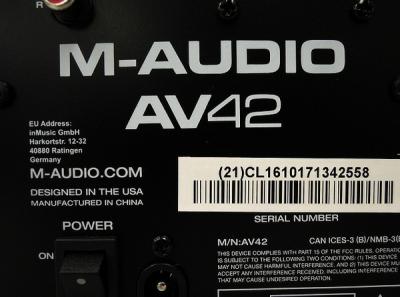 R
M-AUDIO
AV42
EU Address:
inMusic GmbH
Harkortstr. 12-32
40880 Ratingen
Germany
M-AUDIO.COM
DESIGNED IN THE USA
MANUFACTURED IN CHINA
(21)CL1610171342558
SERIAL NUMBER
POWER
ON
M/N:AV42 CAN ICES-3 (B)/NMB-3(B
THIS DEVICE COMPLIES WITH PART 15 OF THE FCC RULES. OPERATION
IS SUBJECT TO THE FOLLOWING TWO CONDITIONS: (1) THIS DEVICE
MAY NOT CAUSE HARMFUL INTERFERENCE, AND (2) THIS DEVICE MUST
ACCEPT ANY INTERFERENCE RECEIVED, INCLUDING INTERFERENCE
THAT MAY CAUSE UNDESIRED OPERATION.